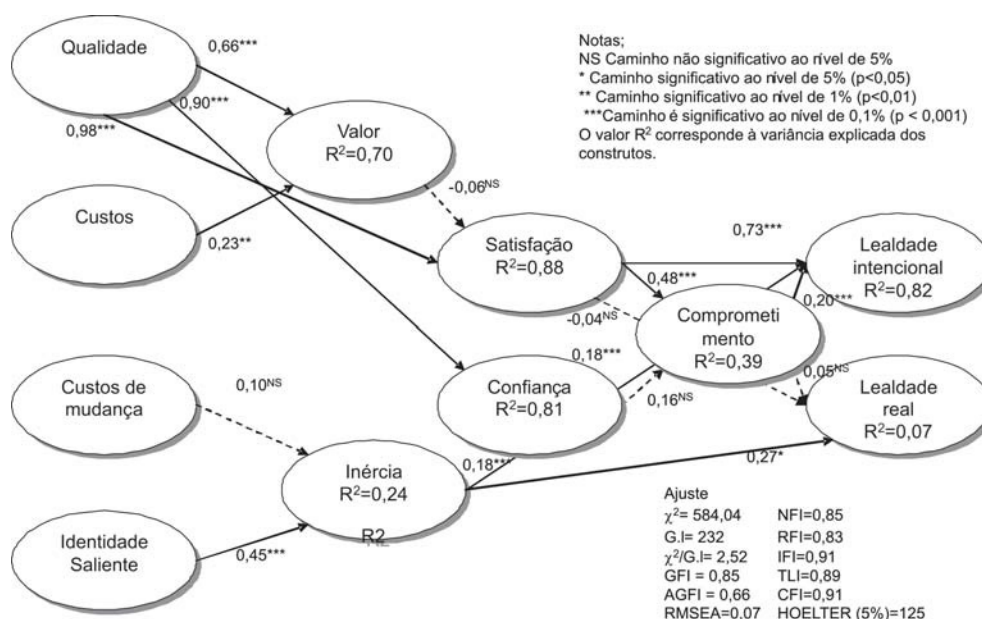 Qualidade
0,66***
0,90***
0,98***
Notas;
NS Caminho não significativo ao nível de 5%
* Caminho significativo ao nível de 5% (p<0,05)
** Caminho significativo ao nível de 1% (p<0,01)
***Caminho é significativo ao nível de 0,1% (p < 0,001)
O valor R² corresponde à variância explicada dos
construtos.
Valor
R²=0,70
-0,06NS
Custos
0,23**
Satisfação
R²=0,88
0,73***
0,48***
Lealdade
intencional
R²=0,82
0,20***
-0,04NS
Comprometi
mento
R²=0,39
0,18***
Custos de
mudança
0,10NS
Confiança
R²=0,81
0,16NS
0,05NS
Lealdade
real
R²=0,07
Inércia
R²=0,24
R2
0,18***
0,27*
Identidade
Saliente
0,45***
Ajuste
χ²= 584,04 NFI=0,85
G.l= 232 RFI=0,83
χ²/G.l= 2,52 IFI=0,91
GFI = 0,85 TLI=0,89
AGFI = 0,66 CFI=0,91
RMSEA=0,07 HOELTER (5%)=125